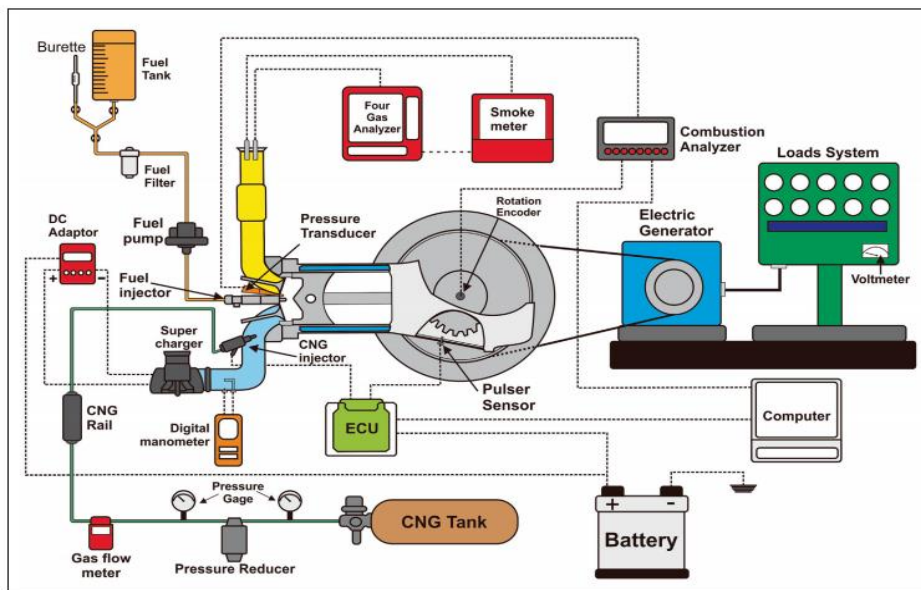 Burette
Fuel
Tank
Fuel
Filter
Fuel
pump
DC
Adaptor
+
-
Fuel
injector
Super
charger
CNG
Rail
Digital
manometer
Pressure
Transducer
CNG
injector
Four
Gas
Analyzer
Smoke
meter
Combustion
Analyzer
Rotation
Encoder
Pulser
Sensor
ECU
Electric
Generator
Loads System
Voltmeter
Computer
+
-
Battery
Pressure
Gage
Gas flow
meter
Pressure Reducer
CNG Tank